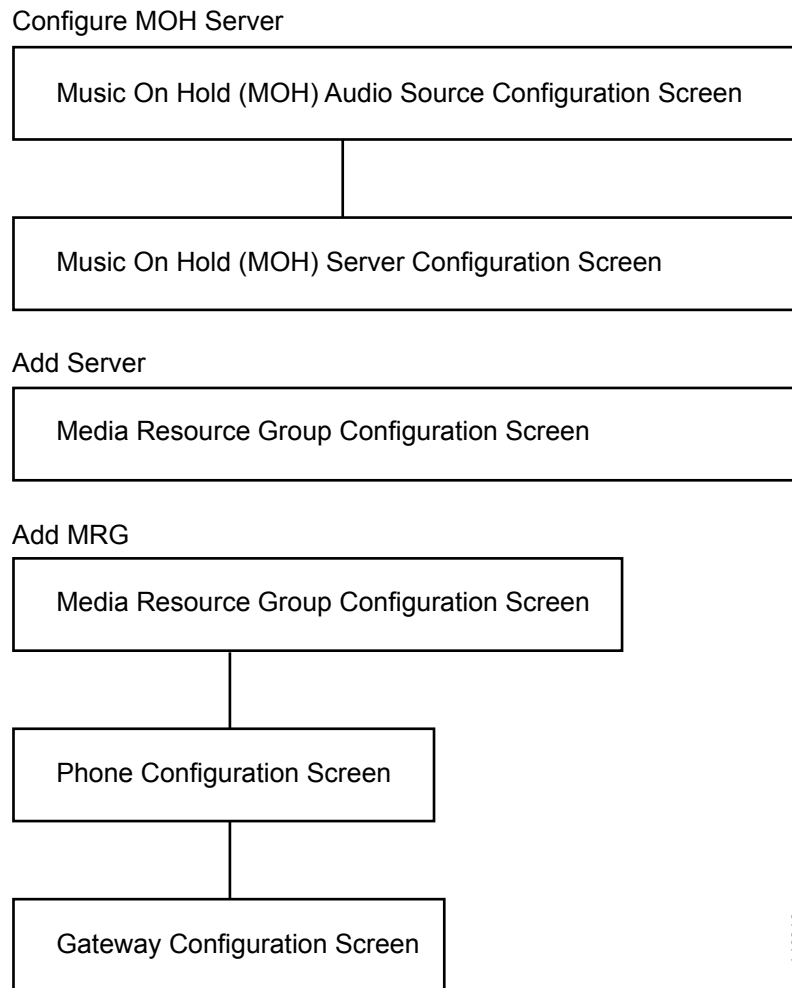 Configure MOH Server
Music On Hold (MOH) Audio Source Configuration Screen
Music On Hold (MOH) Server Configuration Screen
Add Server
Media Resource Group Configuration Screen
Add MRG
Media Resource Group Configuration Screen
Phone Configuration Screen
Gateway Configuration Screen